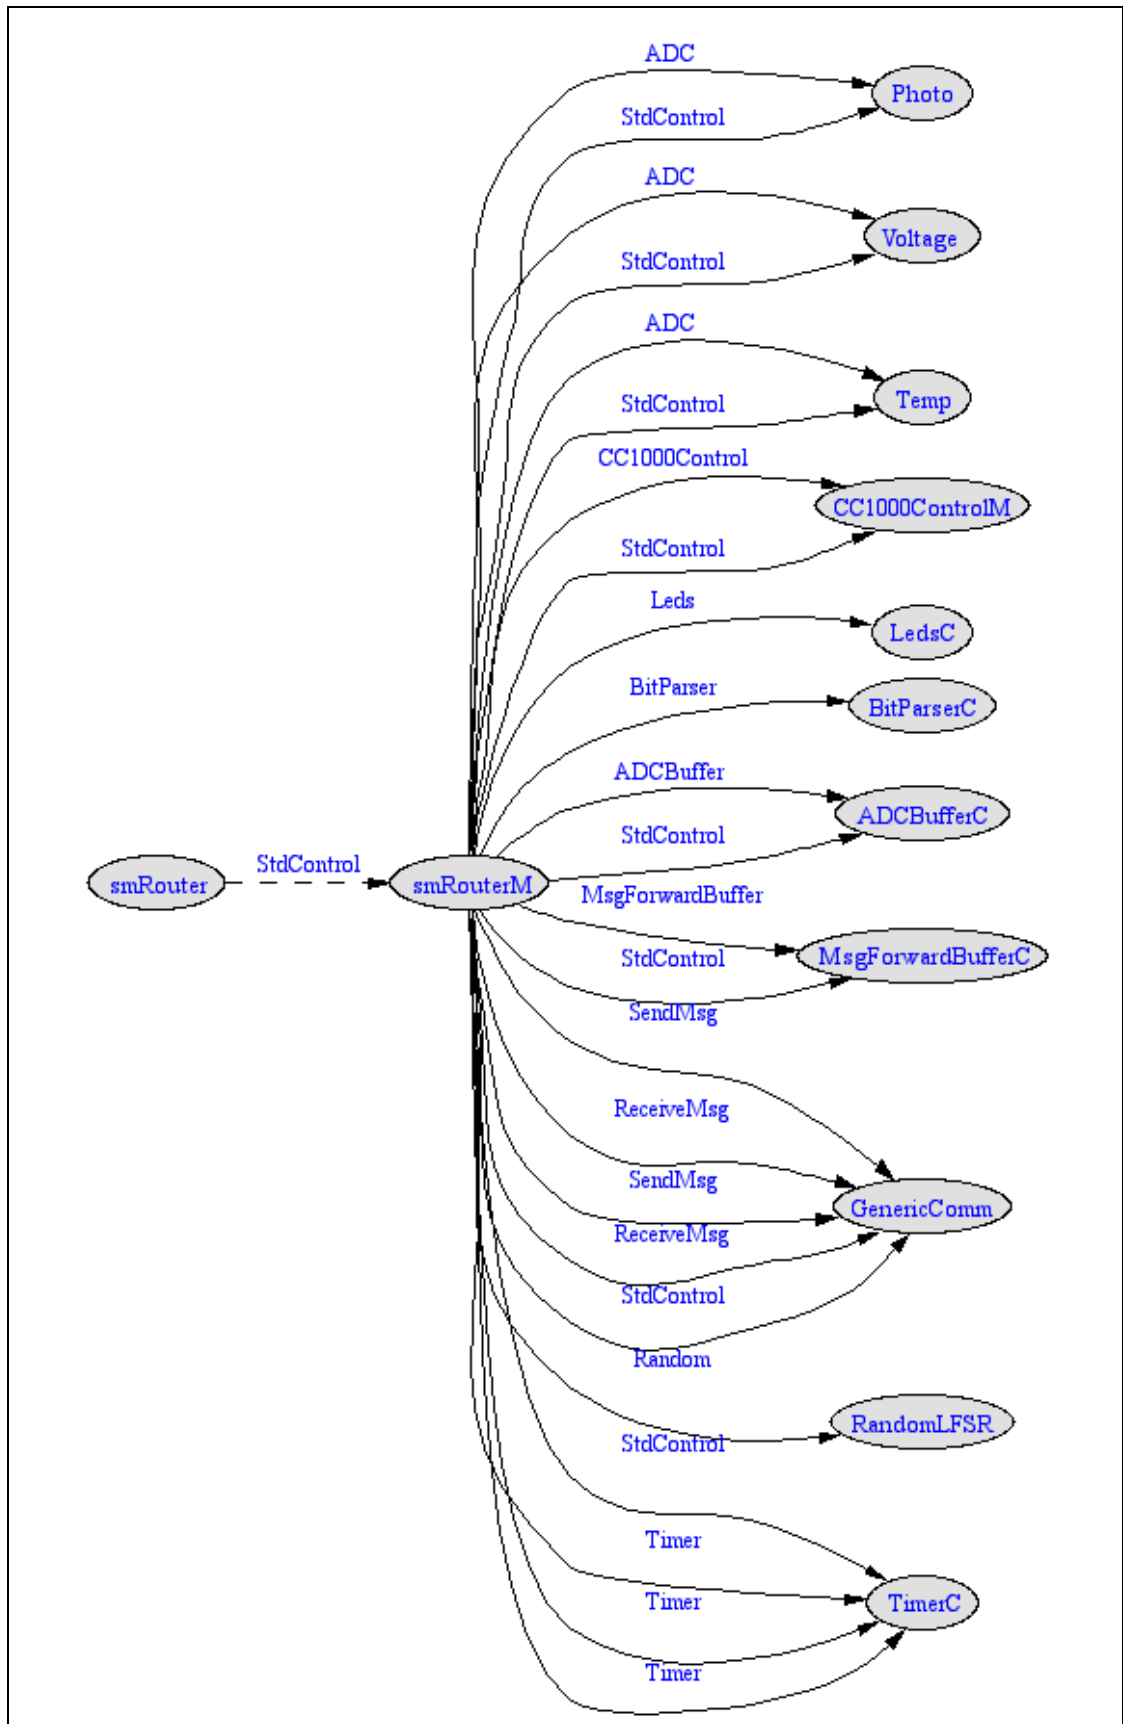 ADC
Photo
StdControl
ADC
Voltage
StdControl
ADC
Temp
StdControl
CC1000Control
CC1000ControlM
StdControl
Leds
LedsC
BitParser
BitParserC
ADCBuffer
ADCBufferC
StdControl
smRouter
StdControl
smRouterM
MsgForwardBuffer
MsgForwardBufferC
StdControl
SendMsg
ReceiveMsg
SendMsg
GenericComm
ReceiveMsg
StdControl
Random
RandomLFSR
StdControl
Timer
Timer
TimerC
Timer